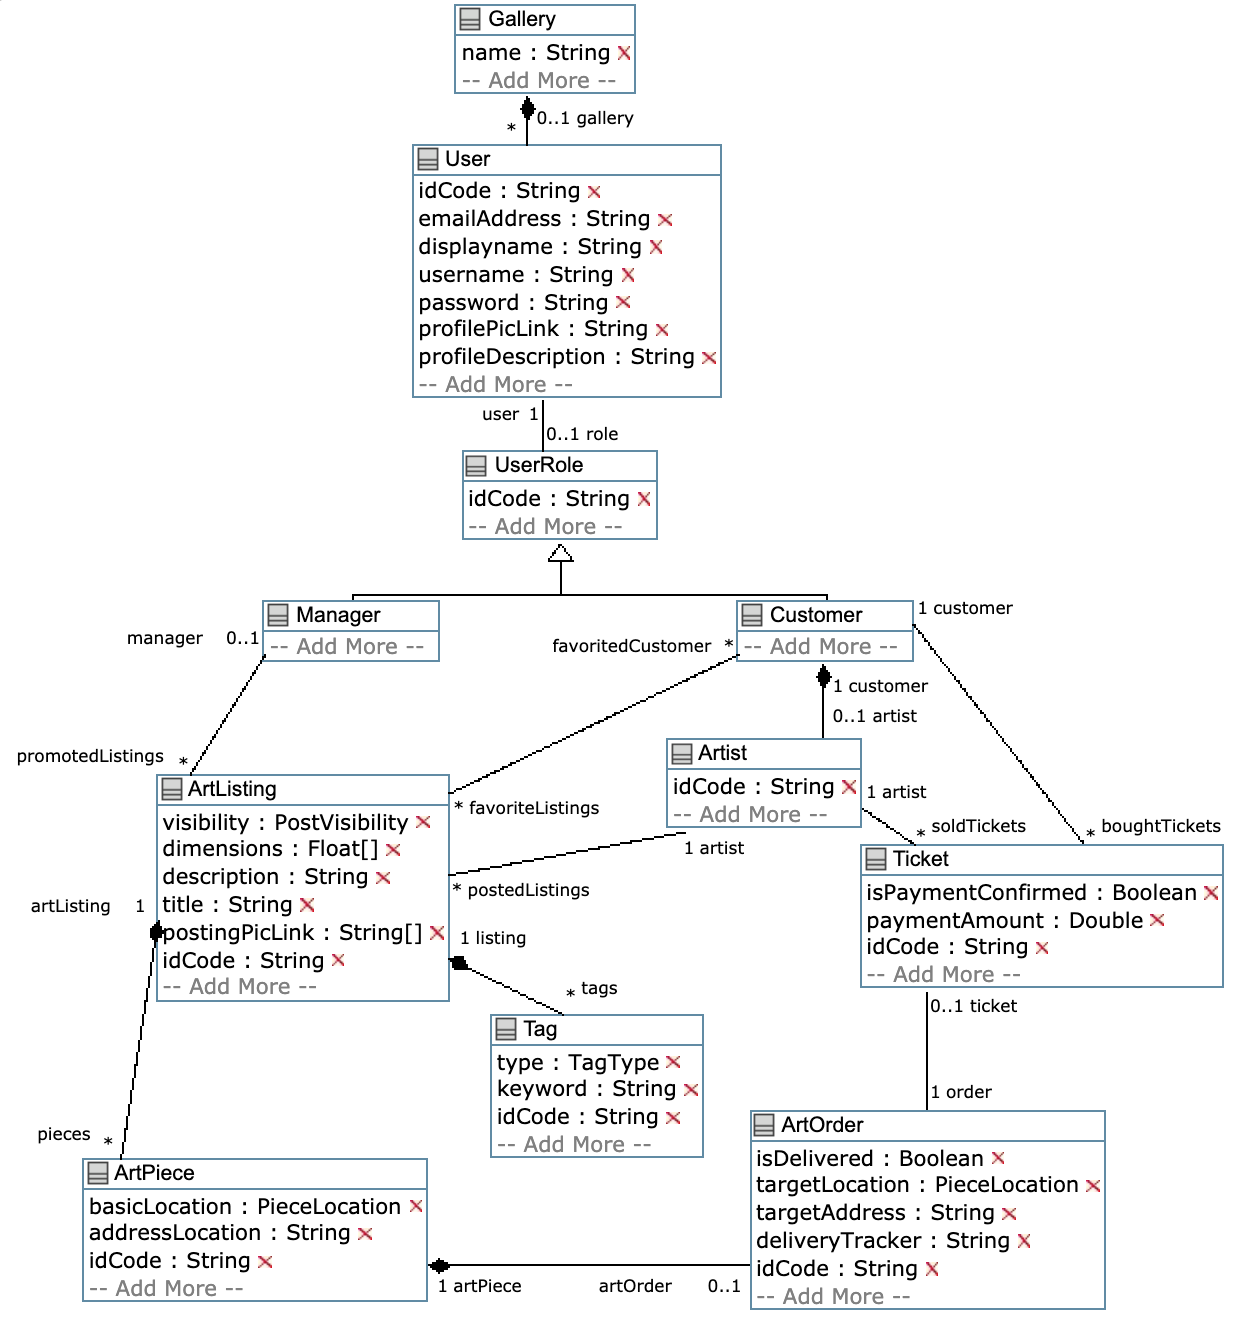 Gallery
name : String
-- Add More --
0..1 gallery
*
User
idCode : String
emailAddress : String
displayname : String
username : String
password : String
profilePicLink : String
profileDescription : String
-- Add More --
user 1
0..1 role
UserRole
idCode : String
-- Add More --
Manager
-- Add More --
manager 0..1
Customer
-- Add More --
1 customer
favoritedCustomer *
1 customer
0..1 artist
promotedListings *
Artist
idCode : String
-- Add More --
1 artist
ArtListing
visibility : PostVisibility
dimensions : Float[]
description : String
title : String
postingPicLink : String[]
idCode : String
-- Add More --
* favoriteListings
1 artist
* postedListings
* soldTickets
* boughtTickets
Ticket
isPaymentConfirmed : Boolean
paymentAmount : Double
idCode : String
-- Add More --
artListing 1
1 listing
* tags
0..1 ticket
Tag
type : TagType
keyword : String
idCode : String
-- Add More --
1 order
pieces *
ArtPiece
basicLocation : PieceLocation
addressLocation : String
idCode : String
-- Add More --
ArtOrder
isDelivered : Boolean
targetLocation : PieceLocation
targetAddress : String
deliveryTracker : String
idCode : String
-- Add More --
1 artPiece
artOrder 0..1